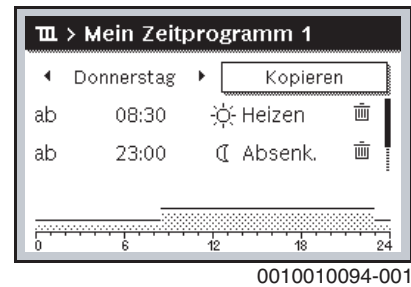 > Mein Zeitprogramm 1
Donnerstag Kopieren
ab 08:30 Heizen
ab 23:00 Absenk.
0 6 12 18 24
0010010094-001